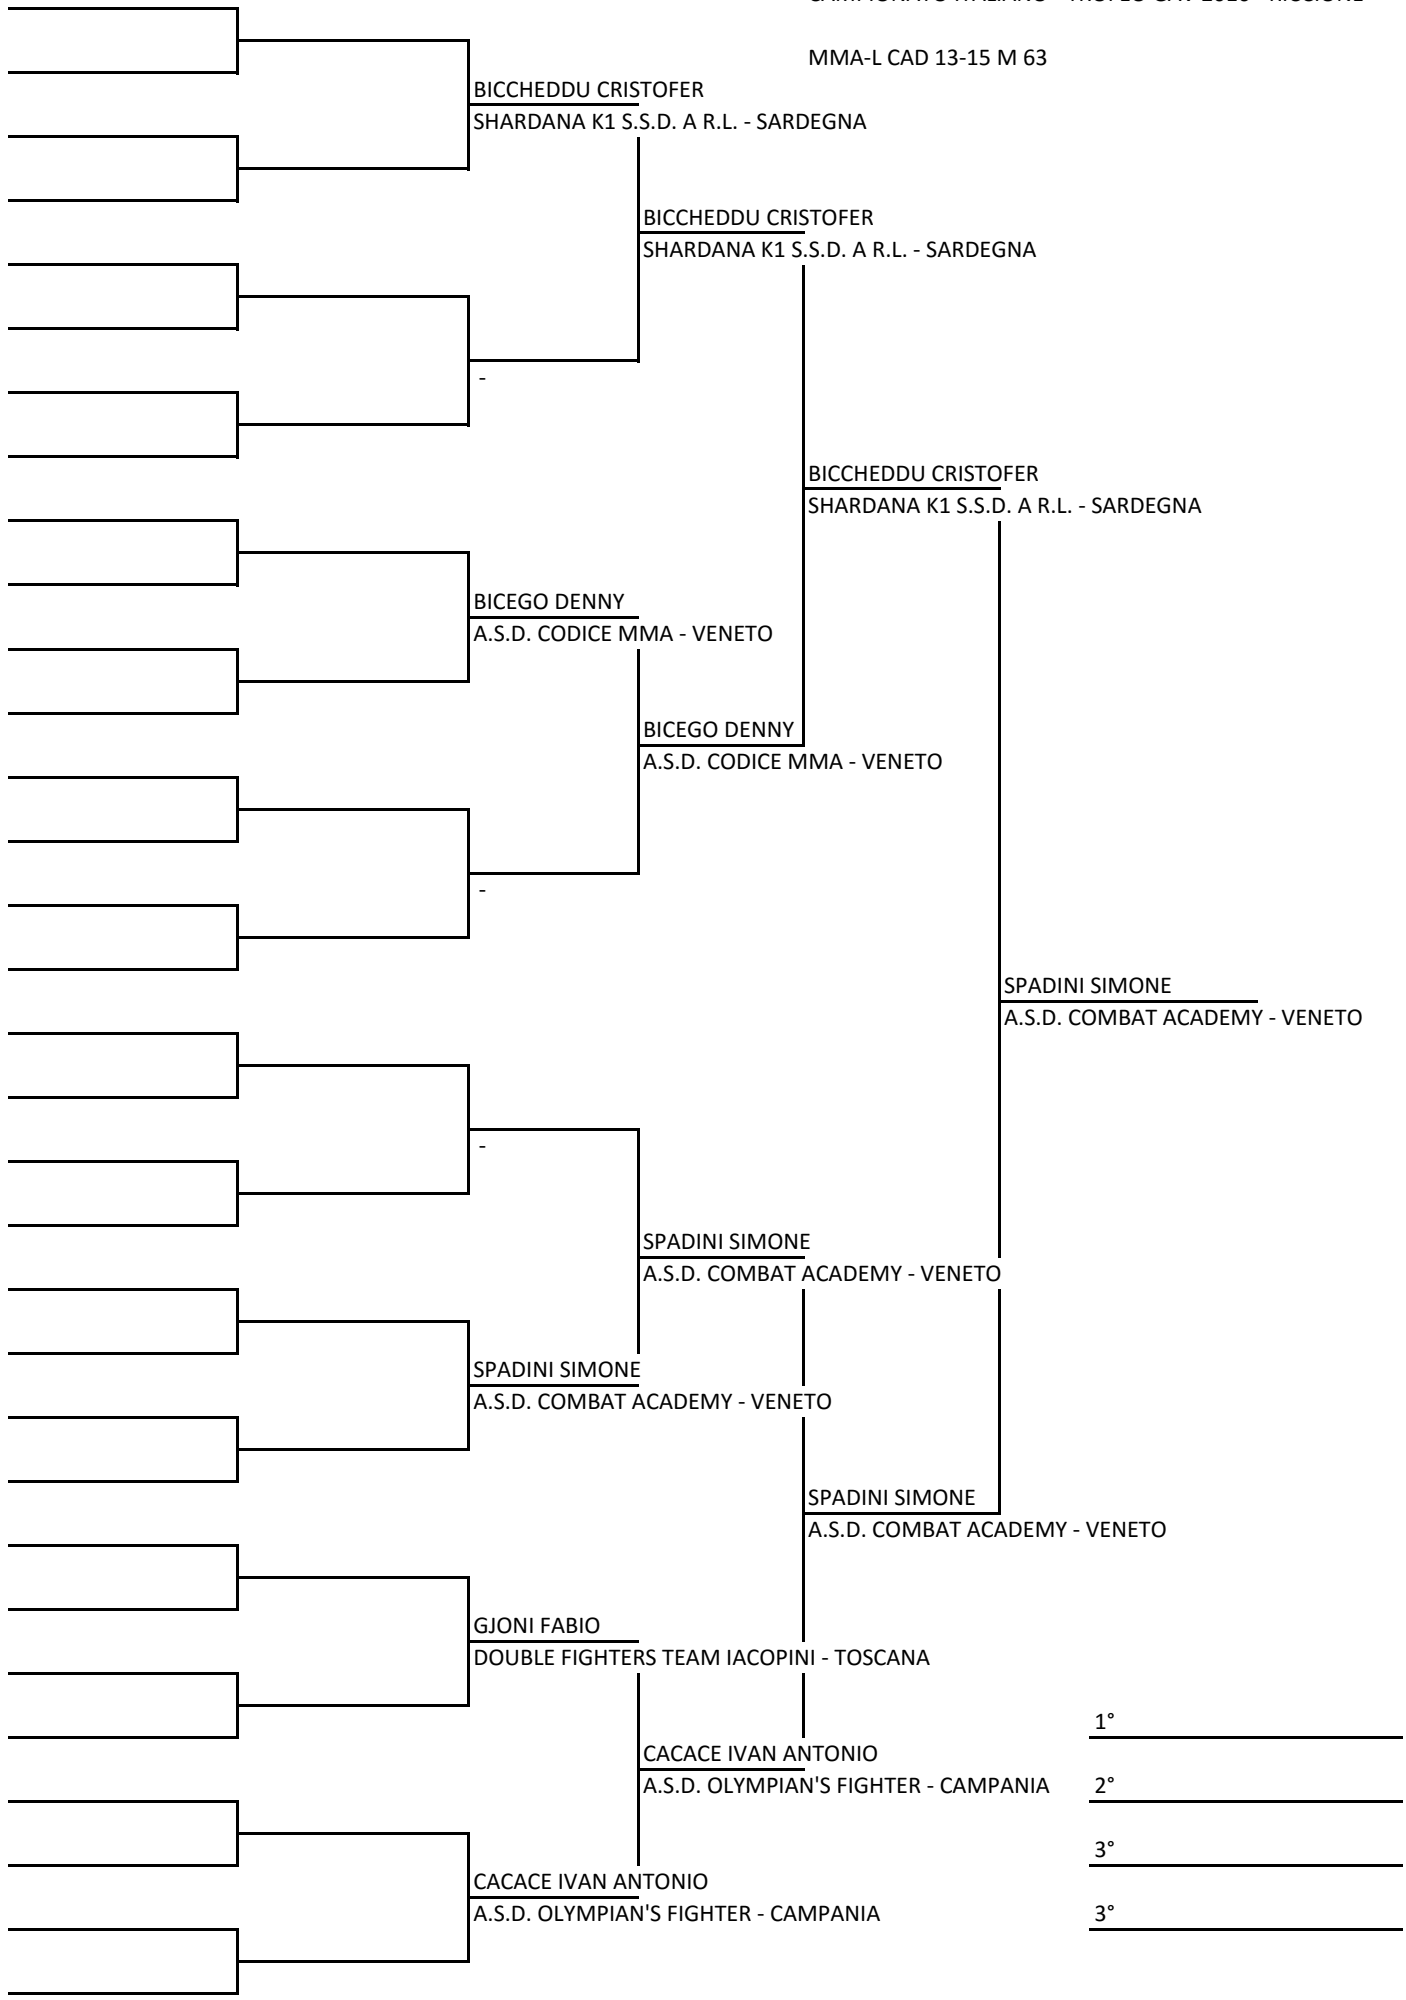 MMA-L CAD 13-15 M 63
BICCHEDDU CRISTOFER
SHARDANA K1 S.S.D. A R.L. - SARDEGNA
BICCHEDDU CRISTOFER
SHARDANA K1 S.S.D. A R.L. - SARDEGNA
-
BICCHEDDU CRISTOFER
SHARDANA K1 S.S.D. A R.L. - SARDEGNA
BICEGO DENNY
A.S.D. CODICE MMA - VENETO
BICEGO DENNY
A.S.D. CODICE MMA - VENETO
-
SPADINI SIMONE
A.S.D. COMBAT ACADEMY - VENETO
-
SPADINI SIMONE
A.S.D. COMBAT ACADEMY - VENETO
SPADINI SIMONE
A.S.D. COMBAT ACADEMY - VENETO
SPADINI SIMONE
A.S.D. COMBAT ACADEMY - VENETO
GJONI FABIO
DOUBLE FIGHTERS TEAM IACOPINI - TOSCANA
1°
CACACE IVAN ANTONIO
A.S.D. OLYMPIAN'S FIGHTER - CAMPANIA
2°
3°
CACACE IVAN ANTONIO
A.S.D. OLYMPIAN'S FIGHTER - CAMPANIA
3°